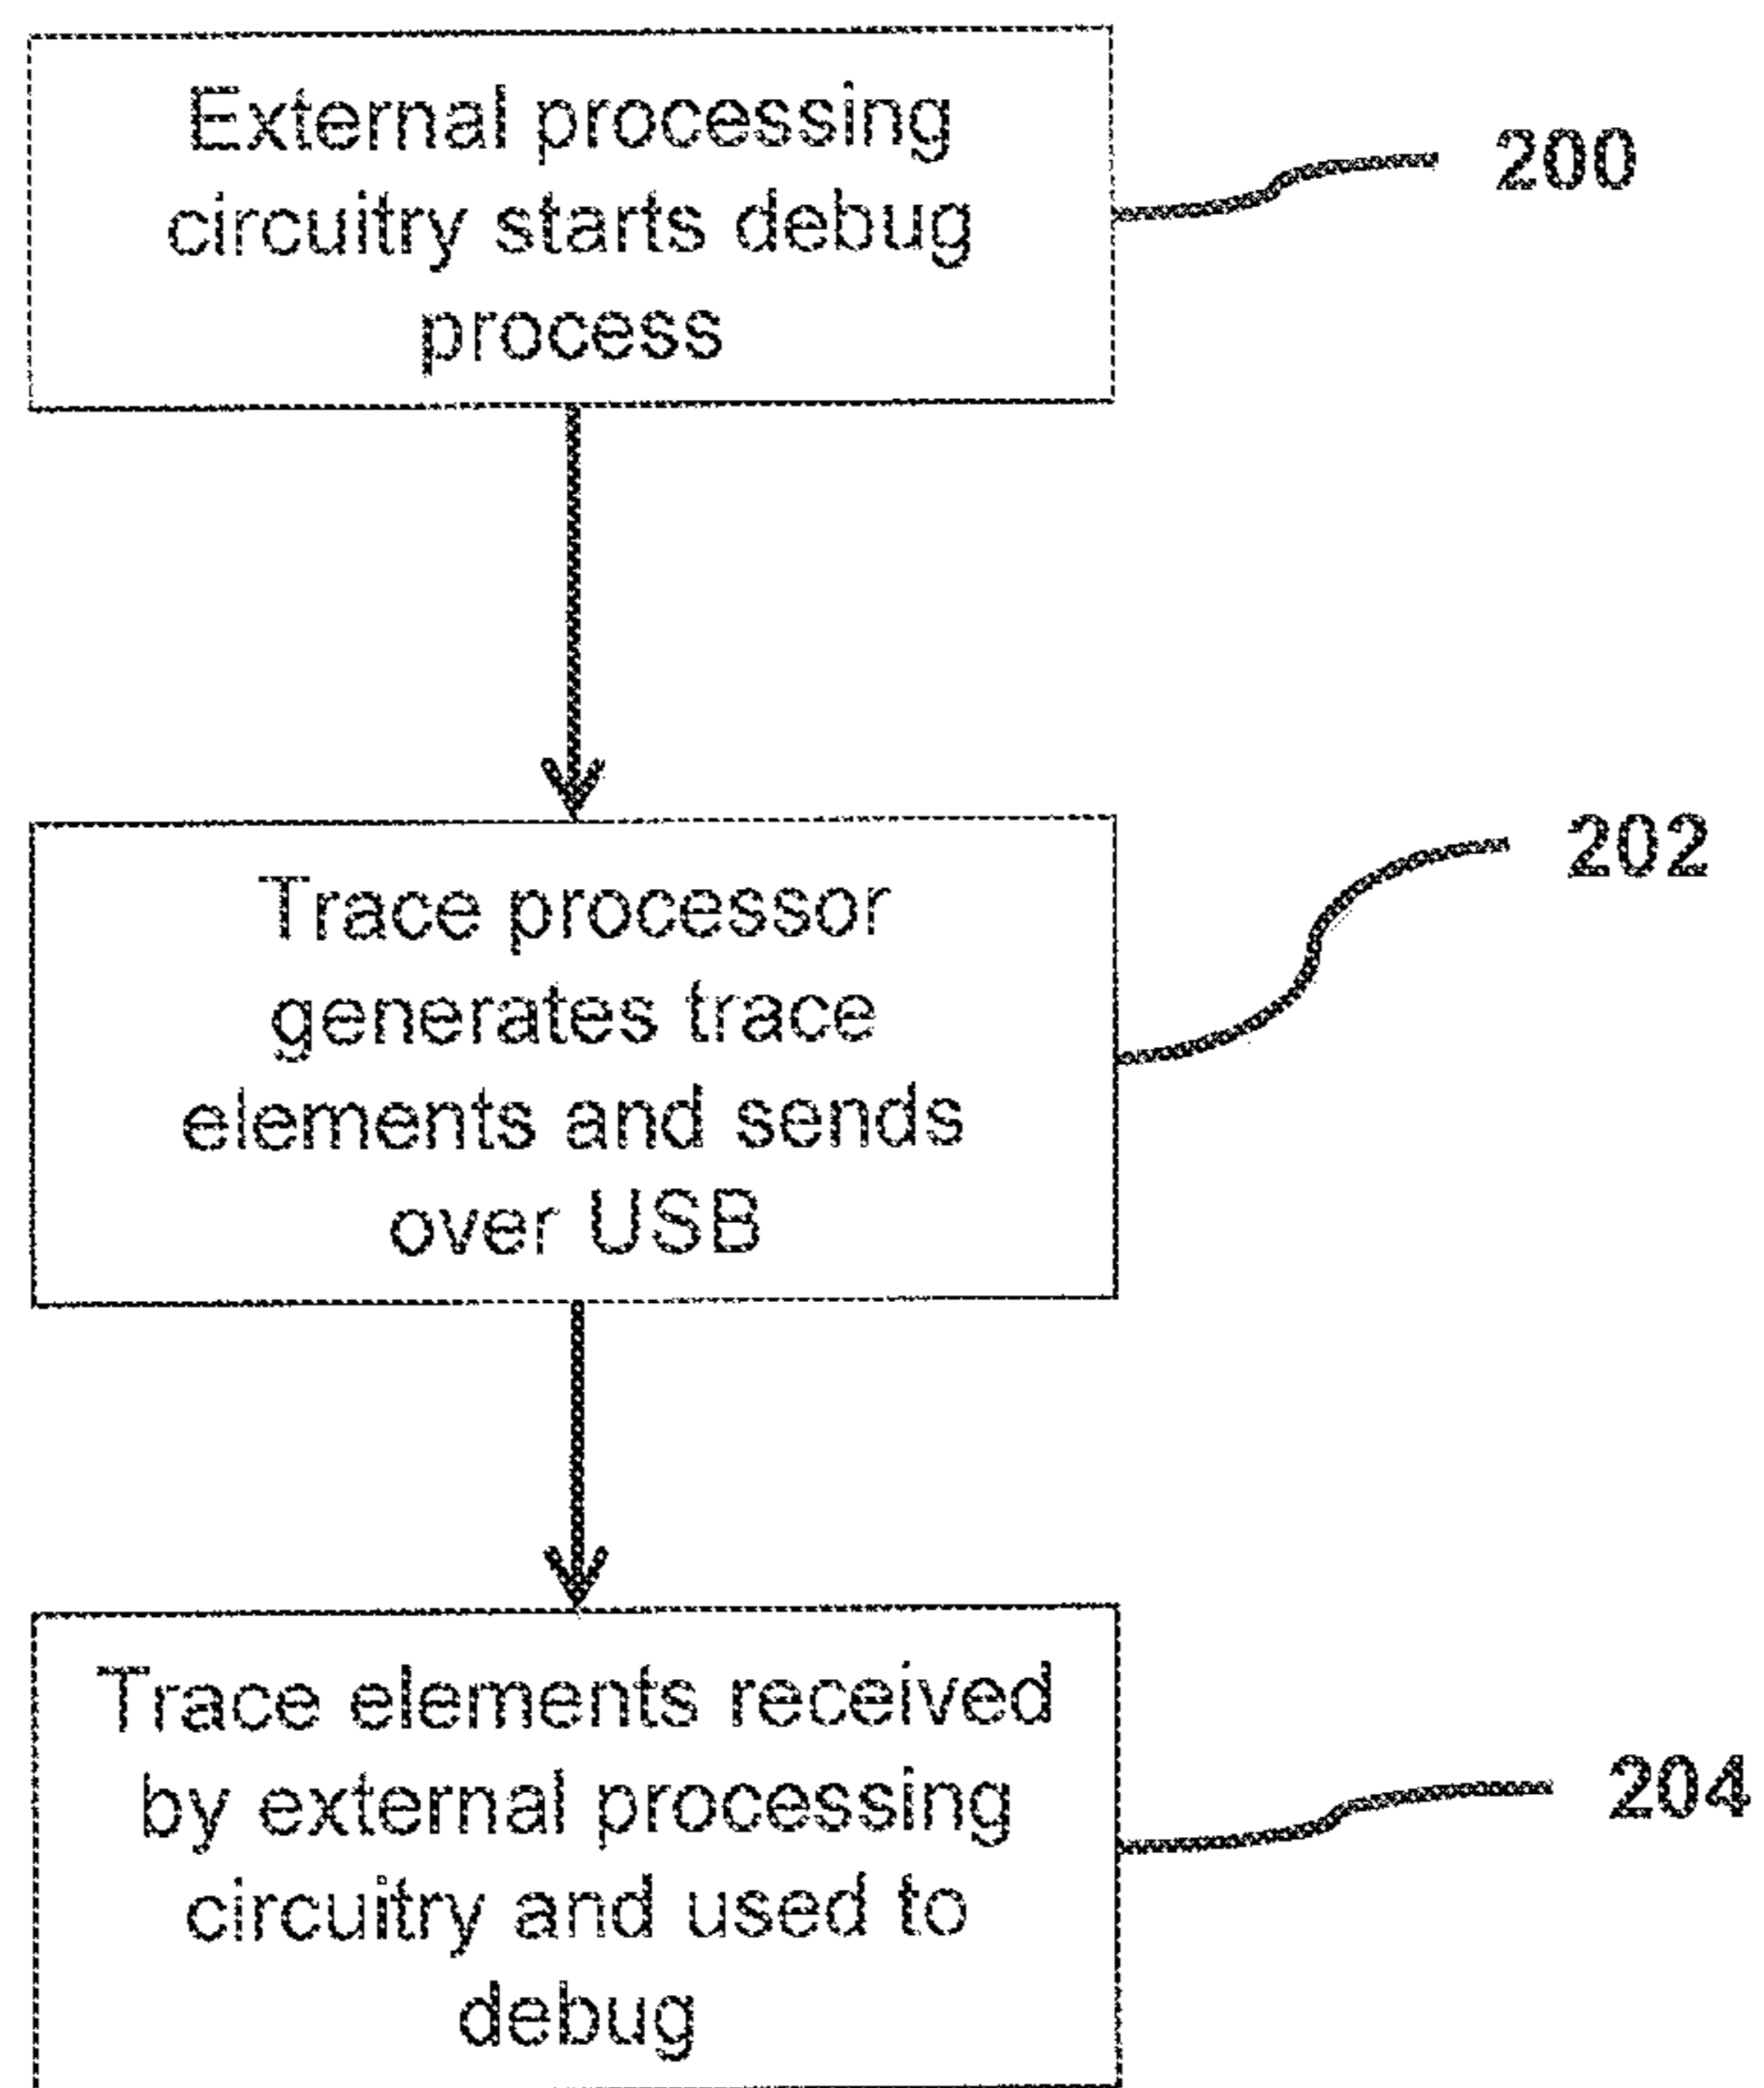 External processing
circuitry starts debug
process
200
Trace processor
generates trace
elements and sends
over USB
202
Trace elements received
by external processing
circuitry and used to
debug
204